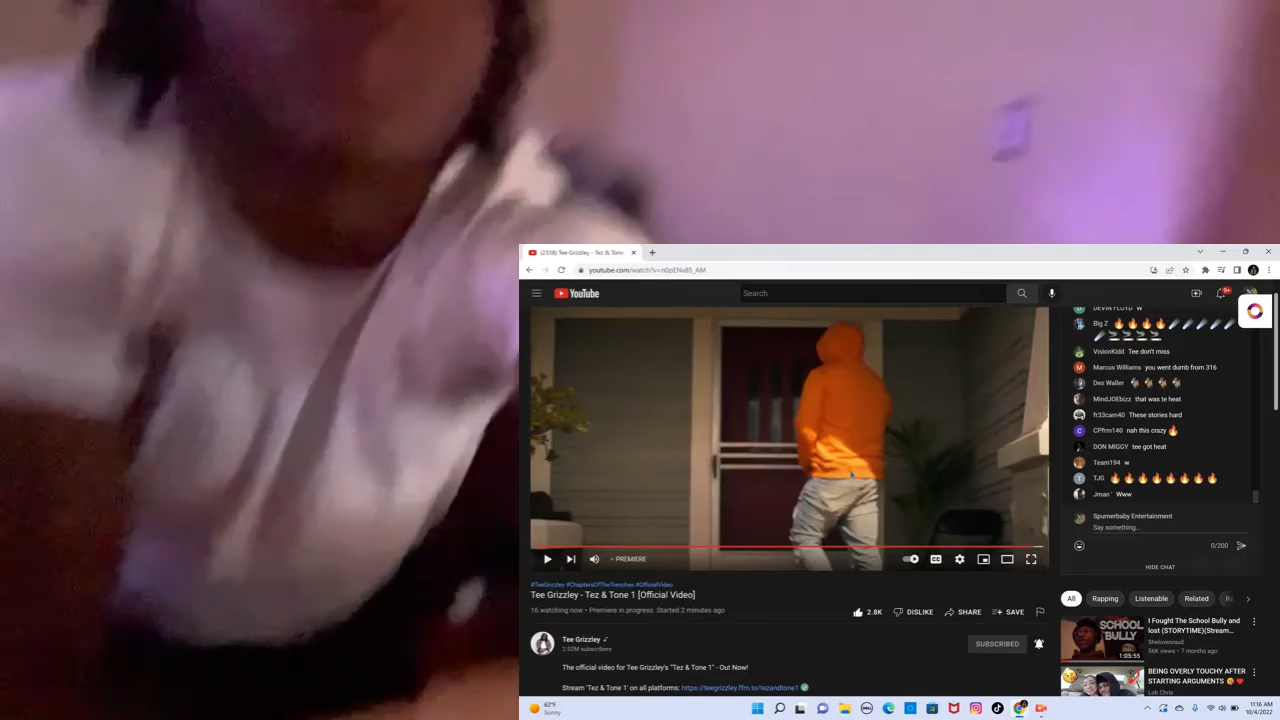 (2318) Tee Grizzley - Tez & Tone
youtube.com/watch?v=n0pENv85_AM
YouTube
Search
9+
DEVIN FLOYD W
Big Z
VisionKidd Tee don't miss
Marcus Williams you went dumb from 316
Des Waller
MindJOEbizz that was te heat
fr33cam40 These stories hard
CPfrm140 nah this crazy
DON MIGGY tee got heat
Team194 w
TJG
Jman ' Www
Spurnerbaby Entertainment
Say something...
0/200
HIDE CHAT
PREMIERE
#TeeGrizzley #ChaptersOfTheTrenches #OfficialVideo
Tee Grizzley - Tez & Tone 1 [Official Video]
16 watching now • Premiere in progress. Started 2 minutes ago
2.8K DISLIKE SHARE SAVE
Tee Grizzley
2.02M subscribers
SUBSCRIBED
The official video for Tee Grizzley's "Tez & Tone 1" - Out Now!
Stream 'Tez & Tone 1' on all platforms: https://teegrizzley.ffm.to/tezandtone1
All Rapping Listenable Related
SCHOOL BULLY
1:05:55
I Fought The School Bully and
lost (STORYTIME)(Stream...
Shelovesraud
56K views • 7 months ago
BEING OVERLY TOUCHY AFTER
STARTING ARGUMENTS
Lob.Chris
62°F
Sunny
11:16 AM
10/4/2022